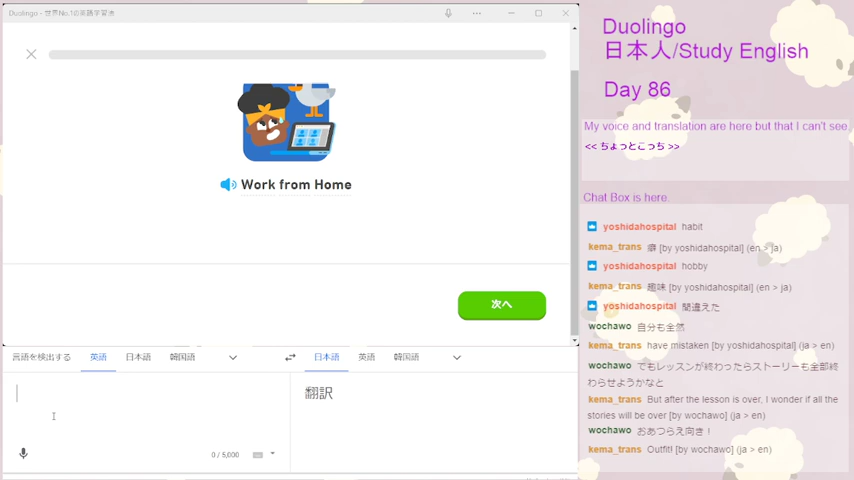 Duolingo - 世界No.1の英語学習法
Work from Home
次へ
言語を検出する 英語 日本語 韓国語
日本語 英語 韓国語
翻訳
0 / 5,000
Duolingo
日本人/Study English
Day 86
My voice and translation are here but that I can't see.
<< ちょっとこっち >>
Chat Box is here.
yoshidahospital habit
kema_trans 癖 [by yoshidahospital] (en > ja)
yoshidahospital hobby
kema_trans 趣味 [by yoshidahospital] (en > ja)
yoshidahospital 間違えた
wochawo 自分も全然
kema_trans have mistaken [by yoshidahospital] (ja > en)
wochawo でもレッスンが終わったらストーリーも全部終
わらせようかなと
kema_trans But after the lesson is over, I wonder if all the
stories will be over [by wochawo] (ja > en)
wochawo おあつらえ向き！
kema_trans Outfit! [by wochawo] (ja > en)